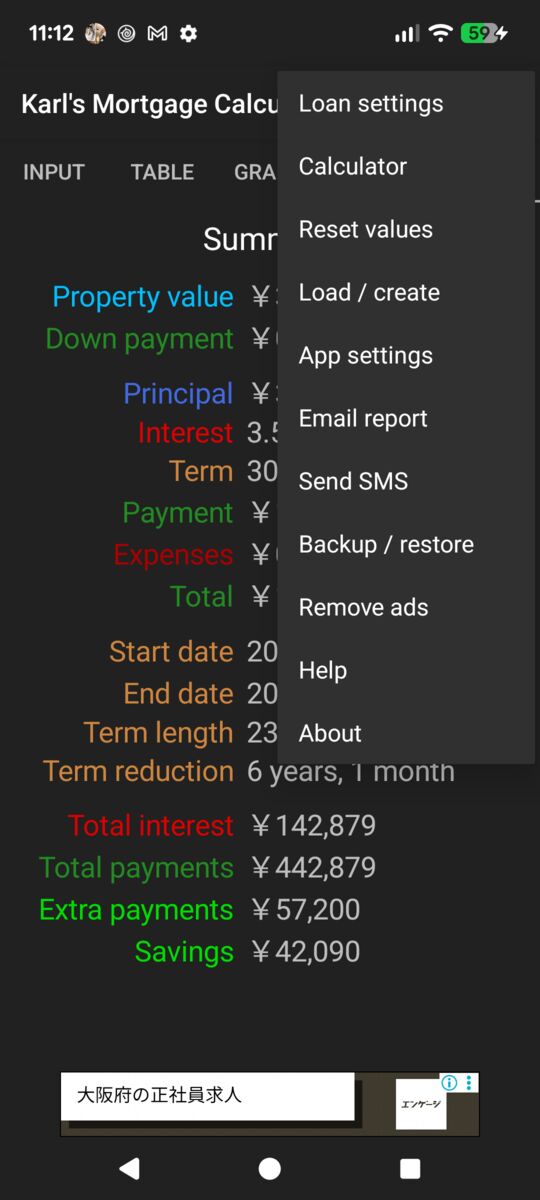 11:12
59
Karl's Mortgage Calcu
Loan settings
Calculator
Reset values
Load / create
App settings
Email report
Send SMS
Backup / restore
Remove ads
Help
About
INPUT TABLE GRA
Summ
Property value ¥
Down payment ¥
Principal ¥
Interest 3.5
Term 30
Payment ¥
Expenses ¥
Total ¥
Start date 20
End date 20
Term length 23
Term reduction 6 years, 1 month
Total interest ¥142,879
Total payments ¥442,879
Extra payments ¥57,200
Savings ¥42,090
大阪府の正社員求人
エンゲージ